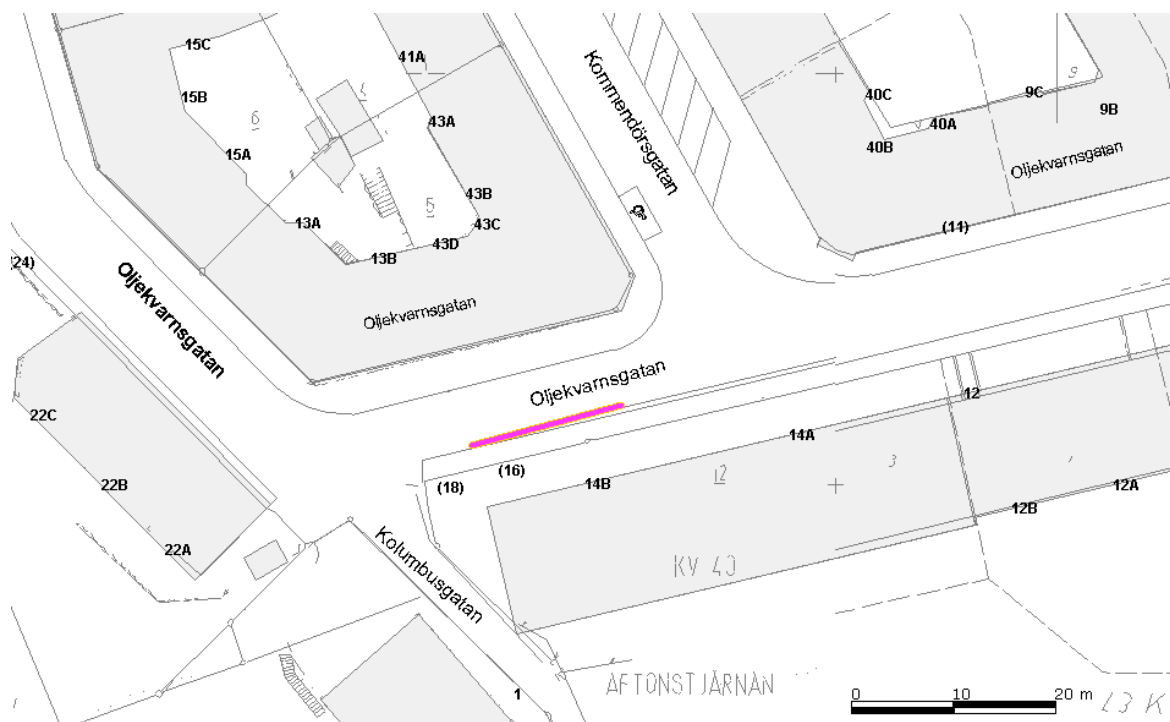 15C
41A
Kommendörsgatan
9
40C
9C
9B
15B
6
4
43A
40A
40B
Oljekvarnsgatan
15A
43B
5
43C
13A
43D
(11)
13B
(24)
Oljekvarnsgatan
Oljekvarnsgatan
Oljekvarnsgatan
12
22C
14A
(16)
12
3
14B
(18)
22B
12A
12B
22A
Kolumbusgatan
KV 40
AFTONSTJÄRNAN
1
0 10 20 m